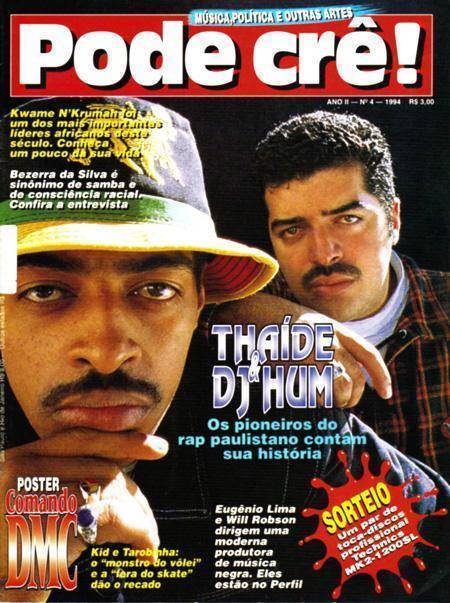 MÚSICA, POLÍTICA E OUTRAS ARTES
Pode crê!
ANO II — Nº 4 — 1994 R$ 3,00
Kwame N'Krumah foi
um dos mais importantes
líderes africanos deste
século. Conheça
um pouco da sua vida
Bezerra da Silva é
sinônimo de samba e
de consciência racial.
Confira a entrevista
THAÍDE
&
DJ HUM
Os pioneiros do
rap paulistano contam
sua história
POSTER
Comando
DMC
Kid e Tarobinha:
o "monstro do vôlei"
e a "fera do skate"
dão o recado
Eugênio Lima
e Will Robson
dirigem uma
moderna
produtora
de música
negra. Eles
estão no Perfil
SORTEIO
Um par de
toca-discos
profissional
Technics
MK2-1200SL